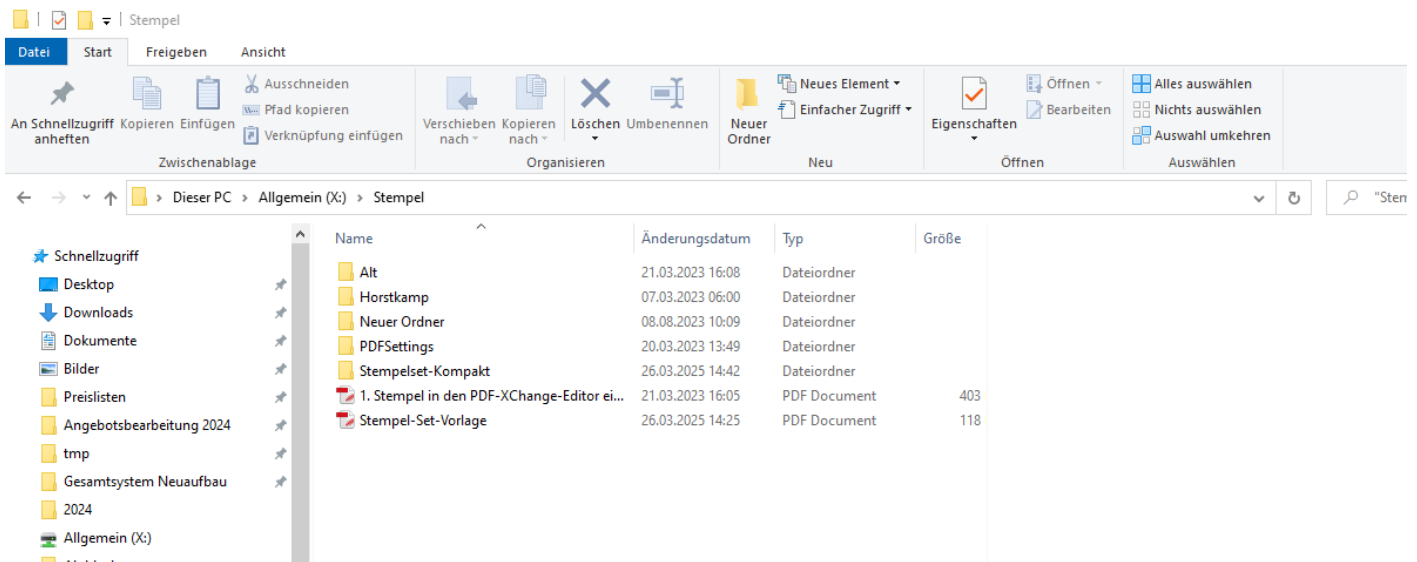 Stempel
Datei Start Freigeben Ansicht
An Schnellzugriff anheften
Kopieren
Einfügen
Ausschneiden
Pfad kopieren
Verknüpfung einfügen
Zwischenablage
Verschieben nach
Kopieren nach
Löschen
Umbenennen
Organisieren
Neuer Ordner
Neues Element
Einfacher Zugriff
Neu
Eigenschaften
Öffnen
Bearbeiten
Öffnen
Alles auswählen
Nichts auswählen
Auswahl umkehren
Auswählen
Dieser PC > Allgemein (X:) > Stempel
Schnellzugriff
Desktop
Downloads
Dokumente
Bilder
Preislisten
Angebotsbearbeitung 2024
tmp
Gesamtsystem Neuaufbau
2024
Allgemein (X:)
Name Änderungsdatum Typ Größe
Alt 21.03.2023 16:08 Dateiordner
Horstkamp 07.03.2023 06:00 Dateiordner
Neuer Ordner 08.08.2023 10:09 Dateiordner
PDFSettings 20.03.2023 13:49 Dateiordner
Stempelset-Kompakt 26.03.2025 14:42 Dateiordner
1. Stempel in den PDF-XChange-Editor ei... 21.03.2023 16:05 PDF Document 403
Stempel-Set-Vorlage 26.03.2025 14:25 PDF Document 118